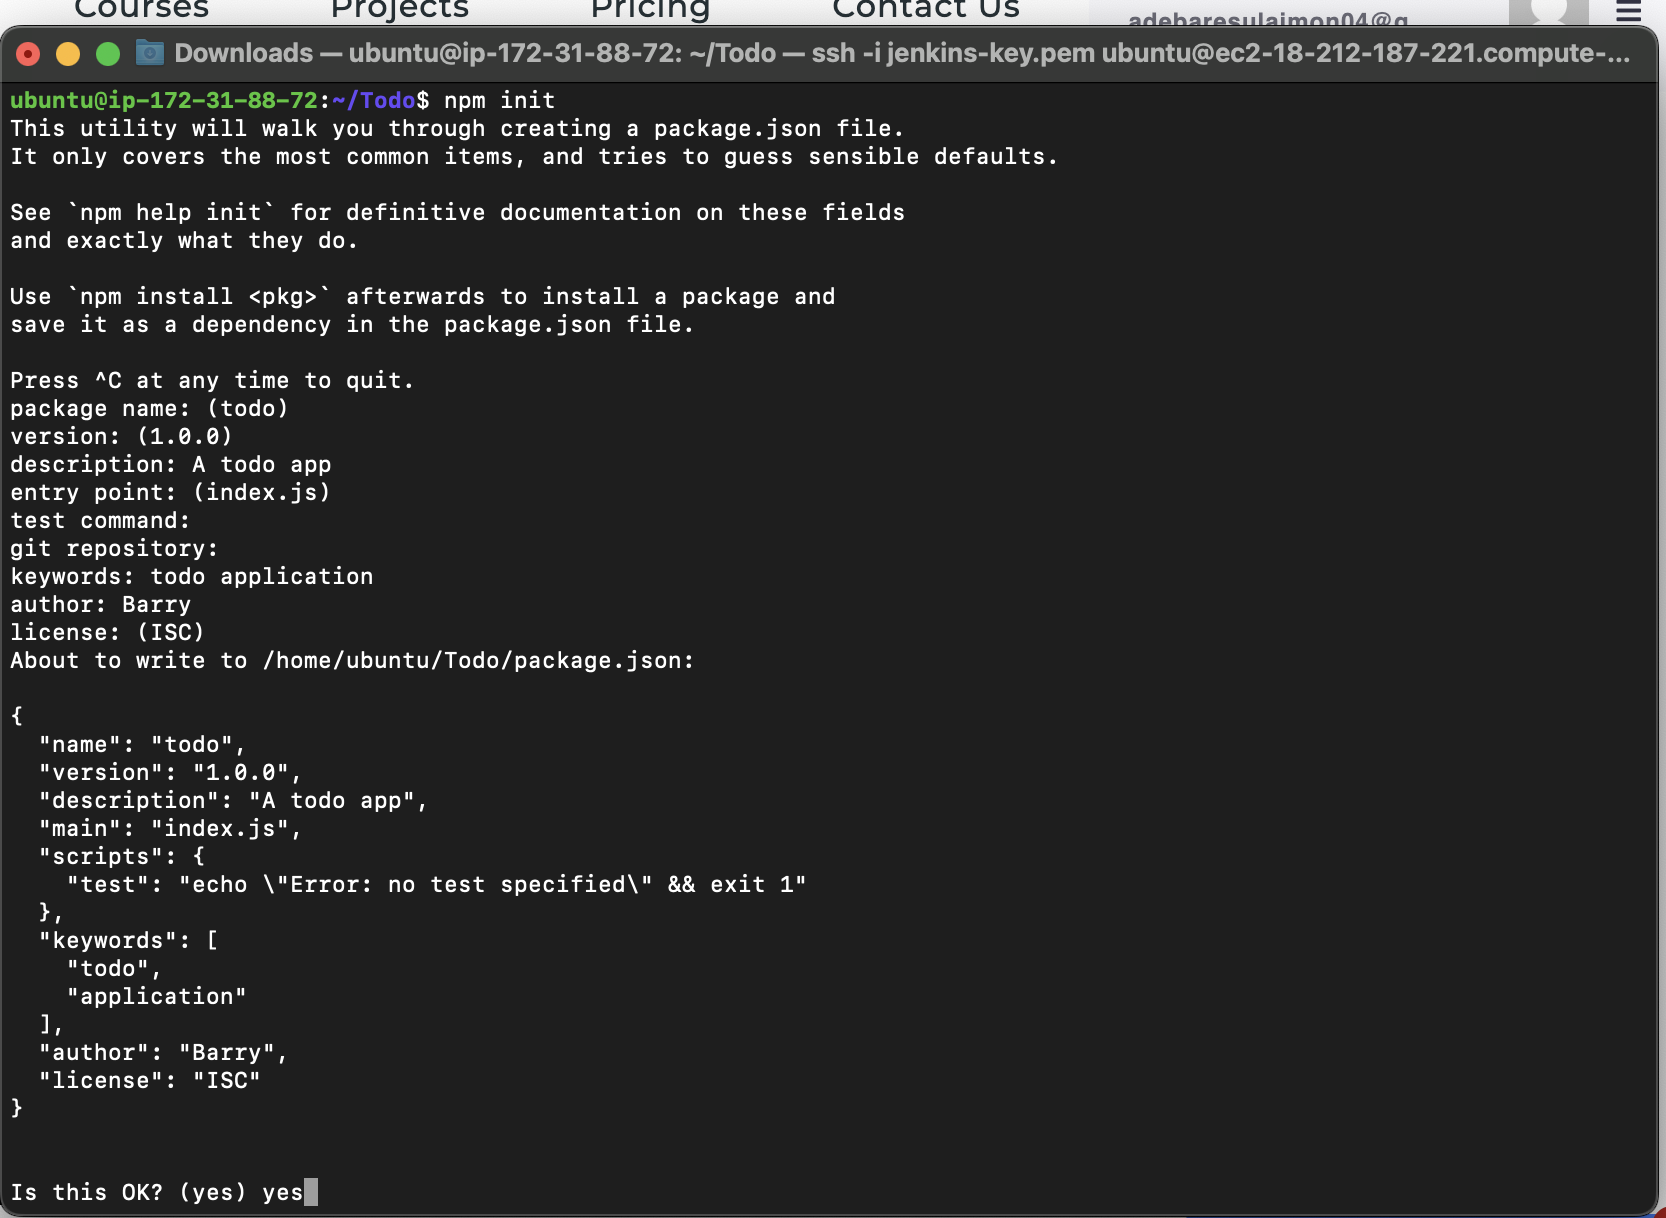 Courses Projects Pricing Contact Us adebaresulaimon04@g
Downloads — ubuntu@ip-172-31-88-72: ~/Todo — ssh -i jenkins-key.pem ubuntu@ec2-18-212-187-221.compute-...
ubuntu@ip-172-31-88-72:~/Todo$ npm init
This utility will walk you through creating a package.json file.
It only covers the most common items, and tries to guess sensible defaults.
See `npm help init` for definitive documentation on these fields
and exactly what they do.
Use `npm install <pkg>` afterwards to install a package and
save it as a dependency in the package.json file.
Press ^C at any time to quit.
package name: (todo)
version: (1.0.0)
description: A todo app
entry point: (index.js)
test command:
git repository:
keywords: todo application
author: Barry
license: (ISC)
About to write to /home/ubuntu/Todo/package.json:
{
  "name": "todo",
  "version": "1.0.0",
  "description": "A todo app",
  "main": "index.js",
  "scripts": {
    "test": "echo \"Error: no test specified\" && exit 1"
  },
  "keywords": [
    "todo",
    "application"
  ],
  "author": "Barry",
  "license": "ISC"
}
Is this OK? (yes) yes